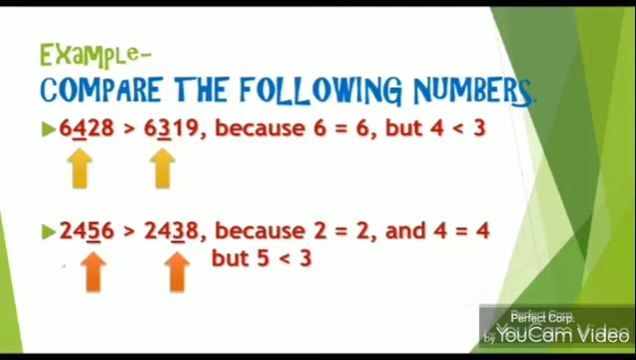 Example-
COMPARE THE FOLLOWING NUMBERS.
6428 > 6319, because 6 = 6, but 4 < 3
2456 > 2438, because 2 = 2, and 4 = 4
but 5 < 3
Perfect Corp.
by YouCam Video